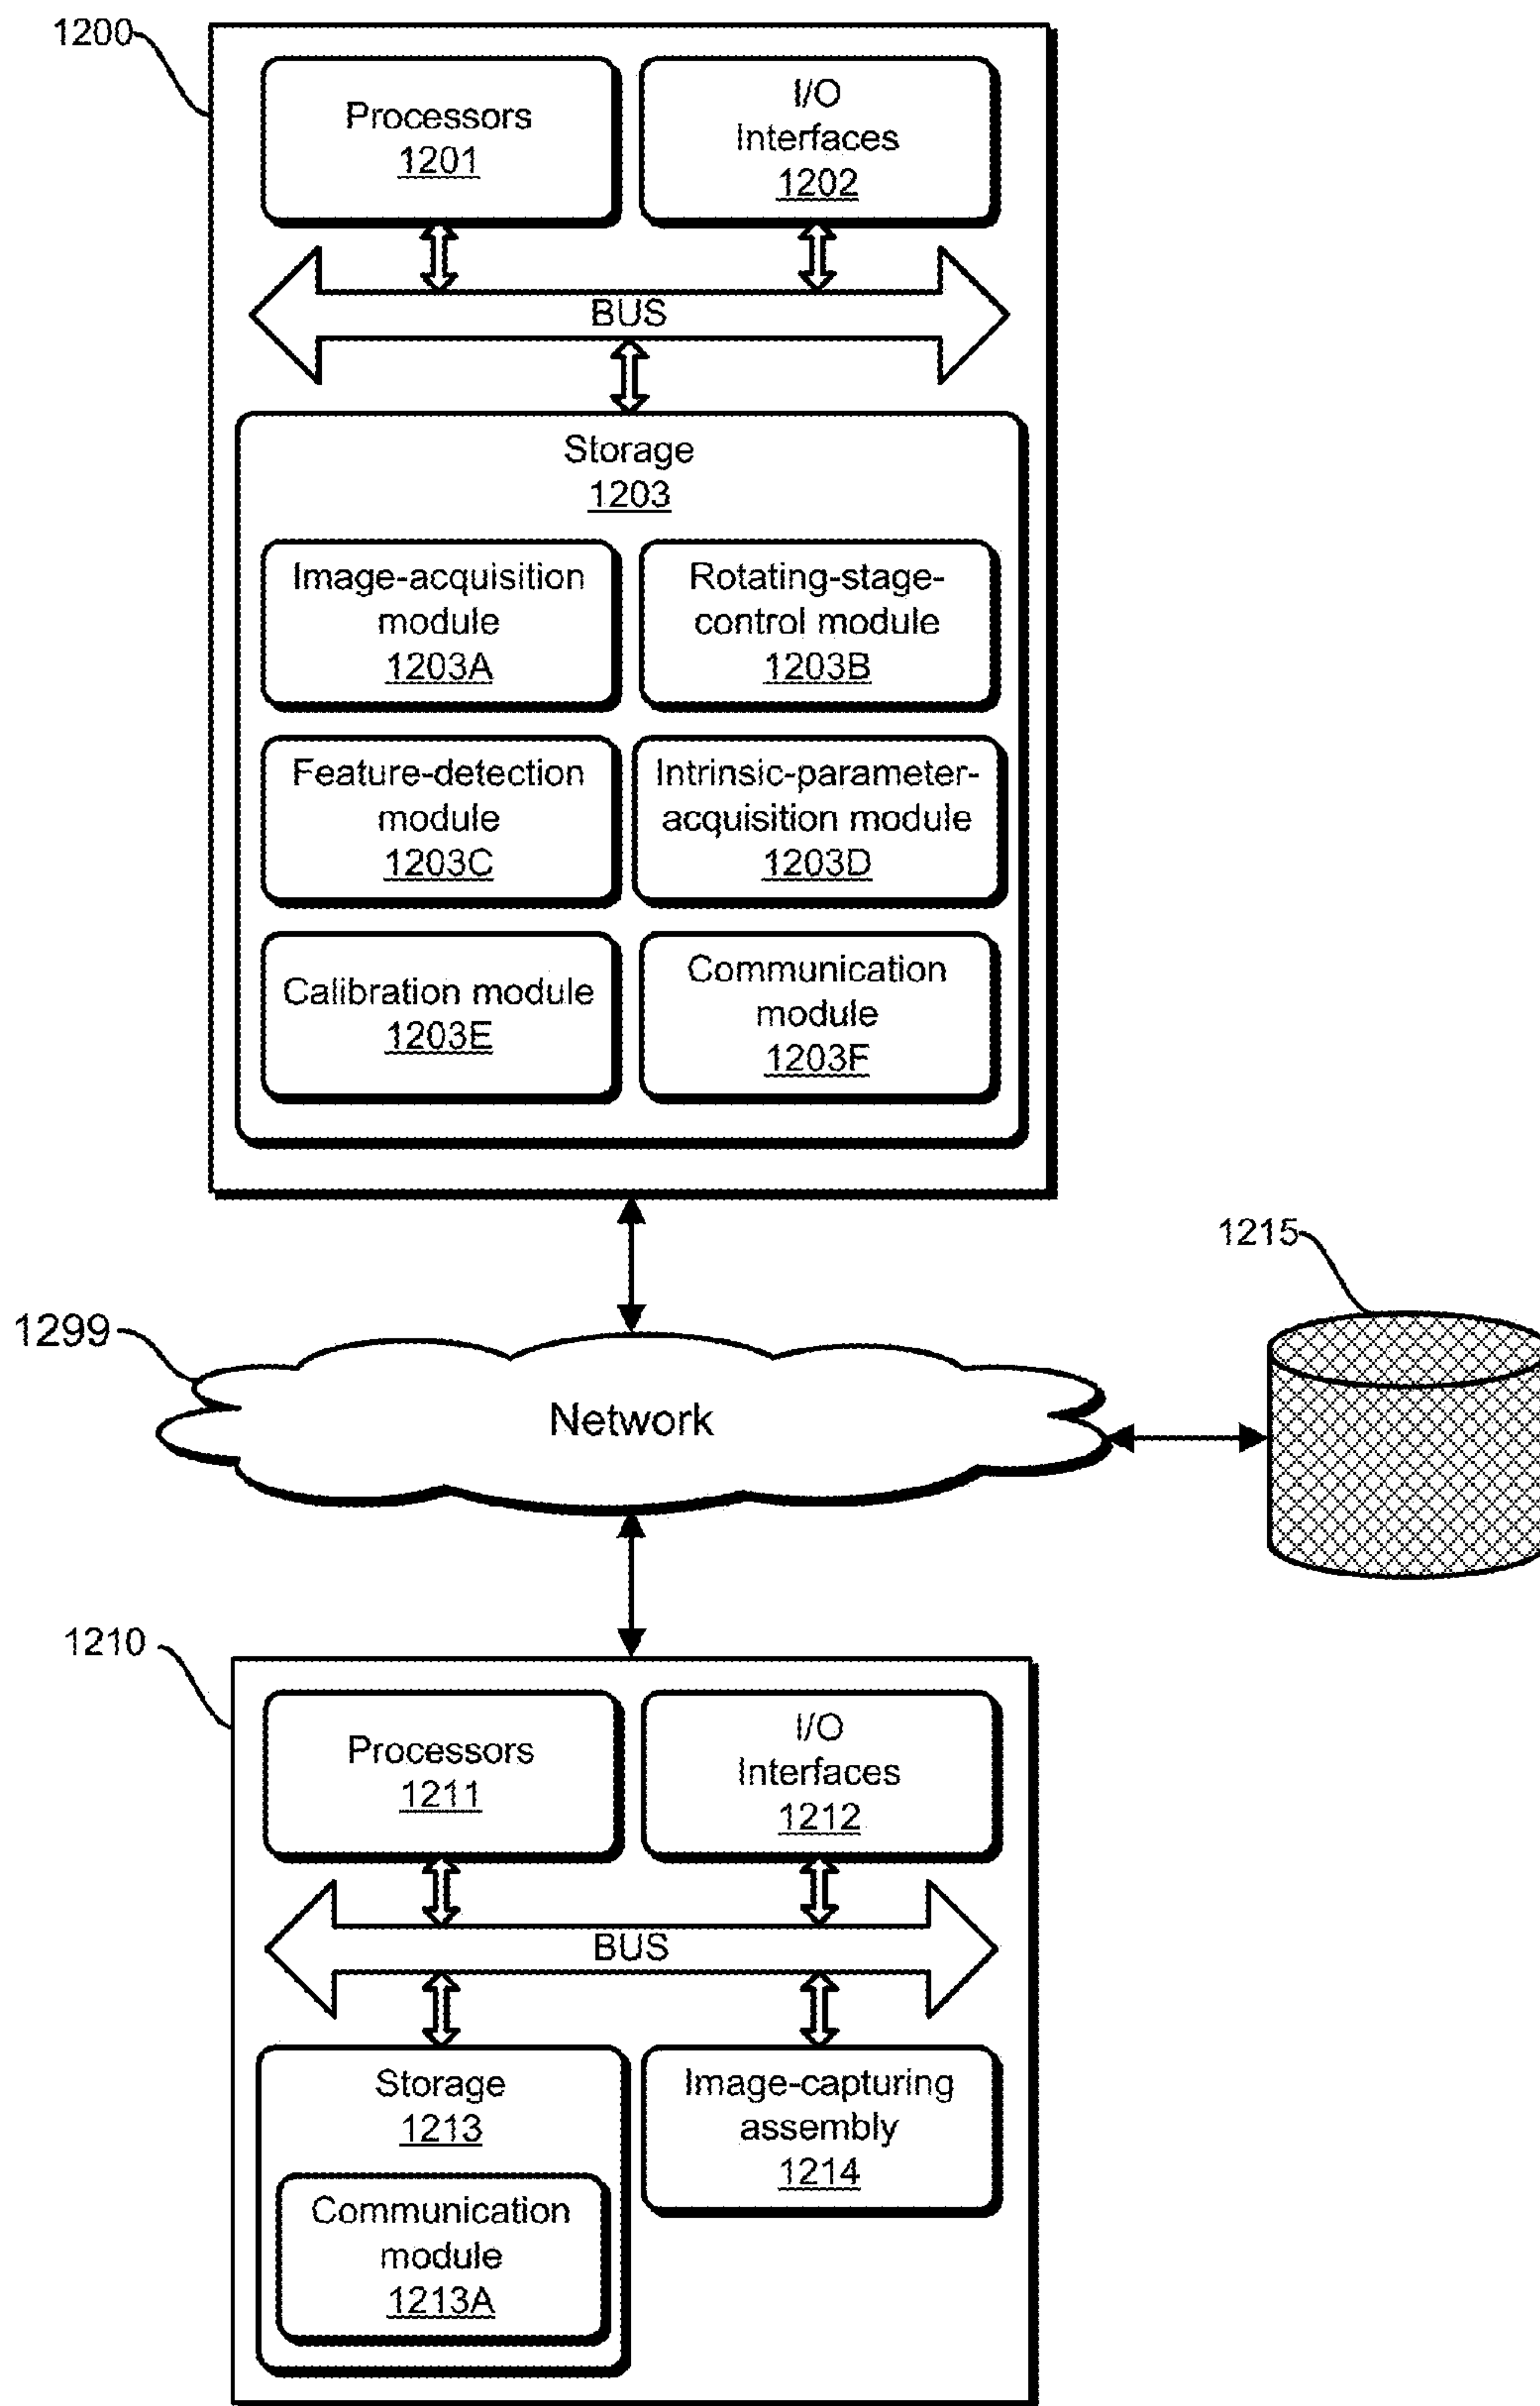 1200
Processors
1201
I/O
Interfaces
1202
BUS
Storage
1203
Image-acquisition
module
1203A
Rotating-stage-
control module
1203B
Feature-detection
module
1203C
Intrinsic-parameter-
acquisition module
1203D
Calibration module
1203E
Communication
module
1203F
1215
1299
Network
1210
Processors
1211
I/O
Interfaces
1212
BUS
Storage
1213
Image-capturing
assembly
1214
Communication
module
1213A